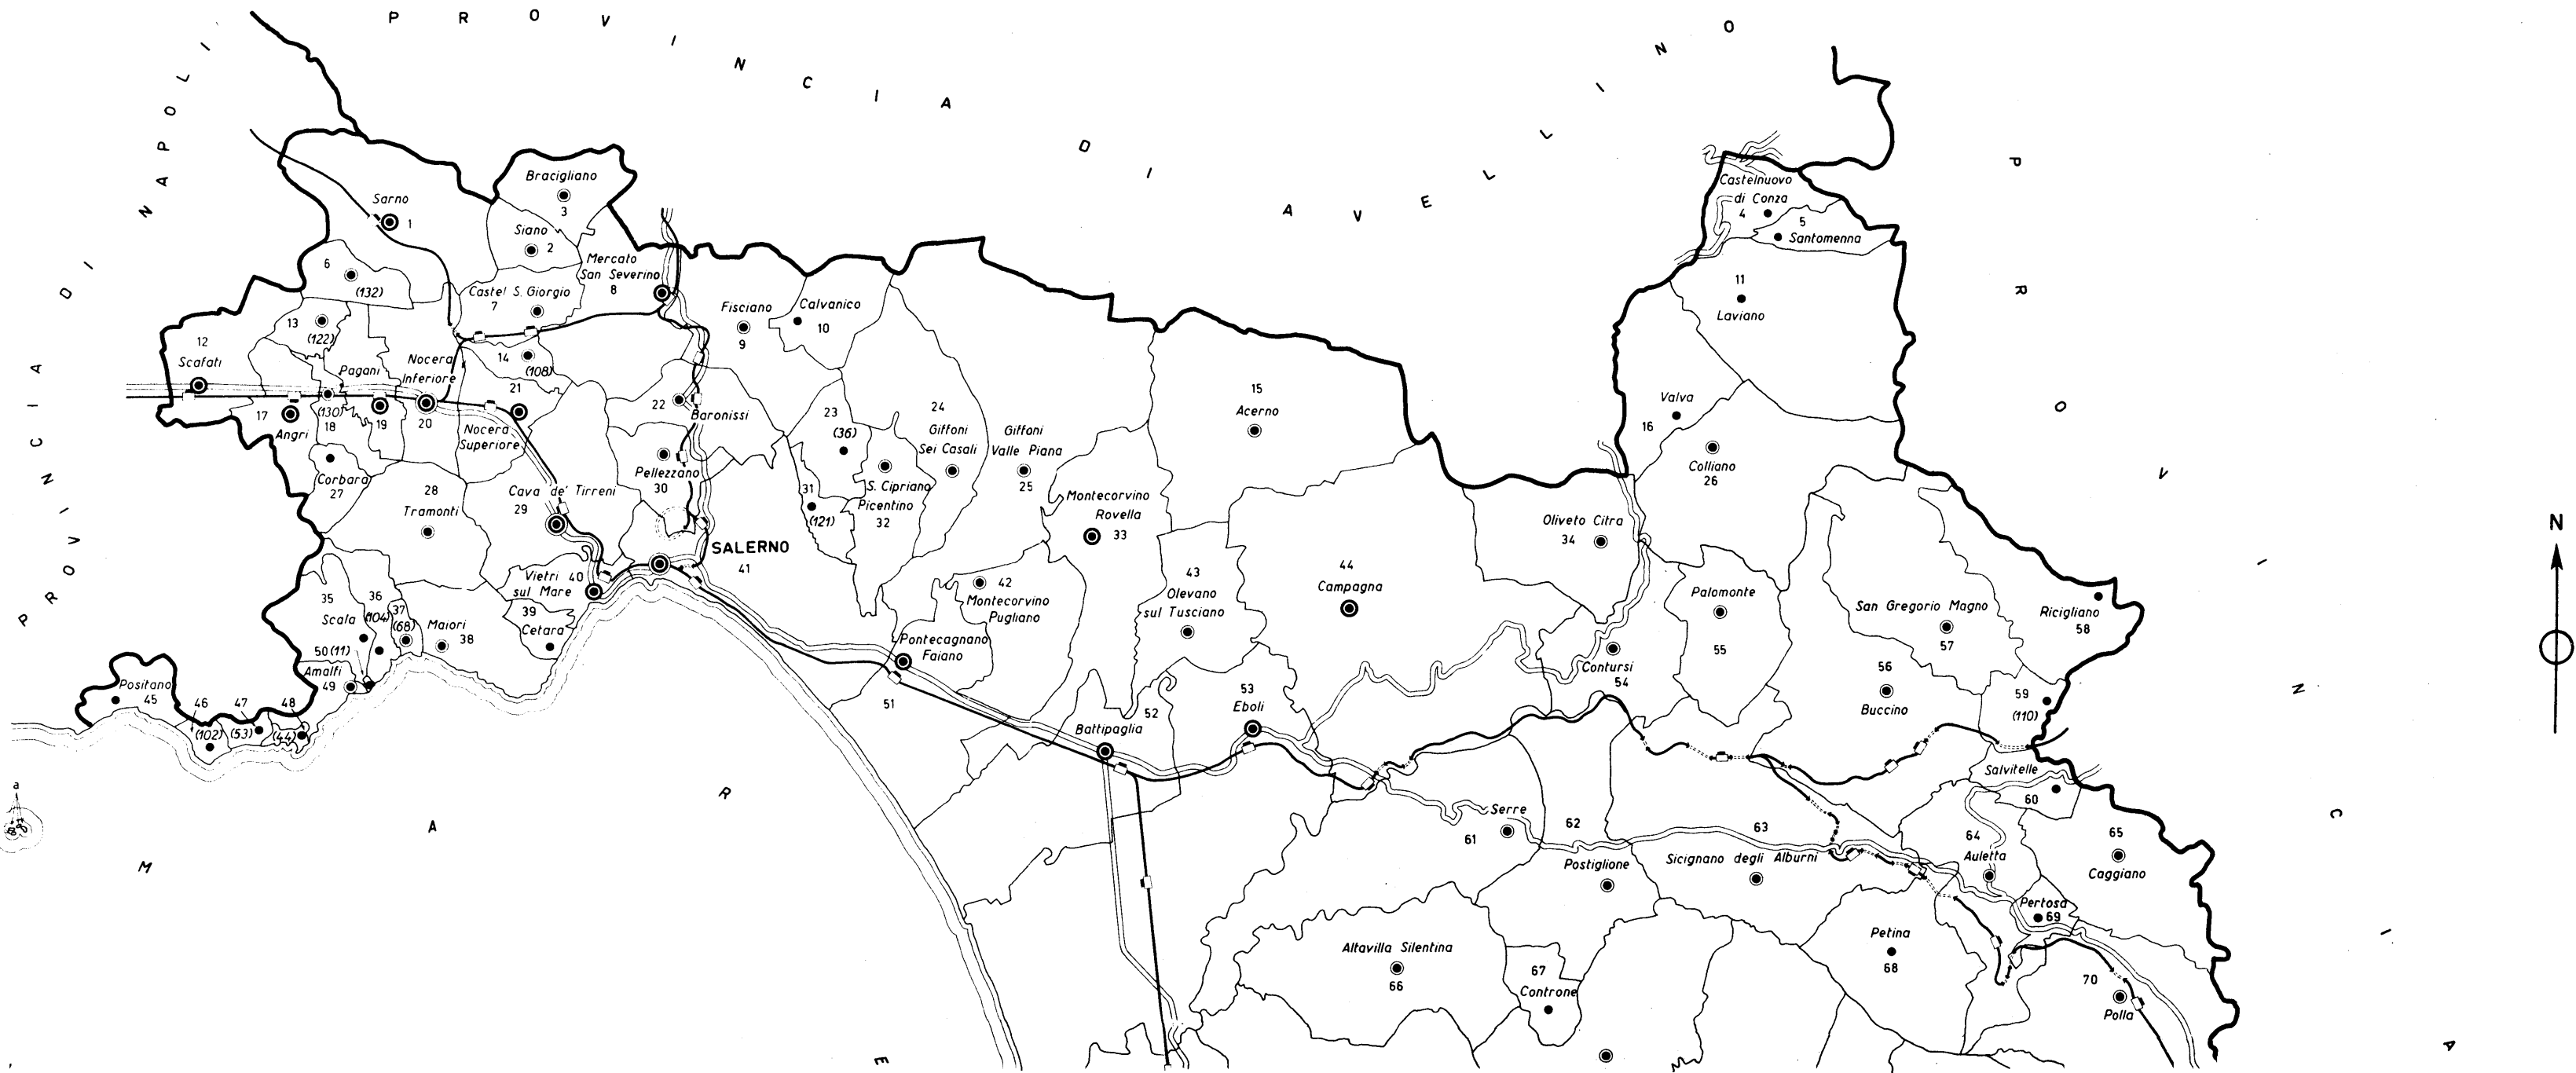 PROVINCIA DI NAPOLI
PROVINCIA DI AVELLINO
PROVINCIA
MARE
N
a
Sarno
1
Bracigliano
3
Siano
2
Castelnuovo
di Conza
4
5
Santomenna
6
(132)
Castel S. Giorgio
7
Mercato
San Severino
8
Fisciano
9
Calvanico
10
11
Laviano
12
Scafati
13
(122)
14
(108)
15
Acerno
Valva
16
17
Angri
(130)
18
Pagani
19
Nocera
Inferiore
20
21
Nocera
Superiore
22
Baronissi
23
(36)
24
Giffoni
Sei Casali
Giffoni
Valle Piana
25
Colliano
26
Corbara
27
28
Tramonti
Cava de' Tirreni
29
Pellezzano
30
31
(121)
S. Cipriano
Picentino
32
Montecorvino
Rovella
33
Oliveto Citra
34
35
Scala
36
(104)
37
(68)
Maiori
38
39
Cetara
Vietri 40
sul Mare
SALERNO
41
42
Montecorvino
Pugliano
43
Olevano
sul Tusciano
44
Campagna
Positano
45
46
(102)
47
(53)
48
(44)
Amalfi
49
50 (11)
Pontecagnano
Faiano
51
52
Battipaglia
53
Eboli
Contursi
54
Palomonte
55
56
Buccino
San Gregorio Magno
57
Ricigliano
58
59
(110)
Salvitelle
60
Serre
61
62
Postiglione
63
Sicignano degli Alburni
64
Auletta
65
Caggiano
Altavilla Silentina
66
67
Controne
Petina
68
Pertosa
69
70
Polla